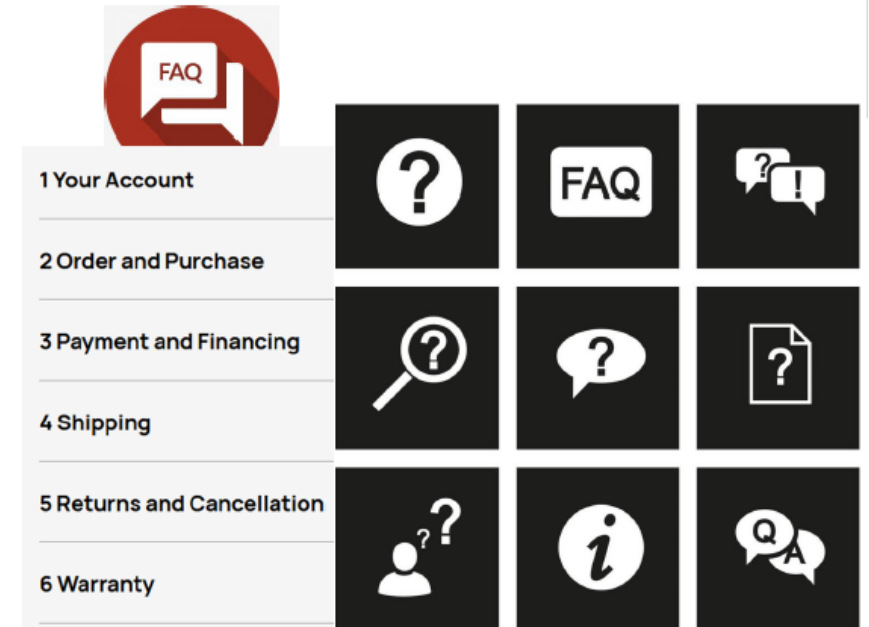 FAQ
1 Your Account
2 Order and Purchase
3 Payment and Financing
4 Shipping
5 Returns and Cancellation
6 Warranty
?
FAQ
? !
?
?
?
? ?
i
Q A